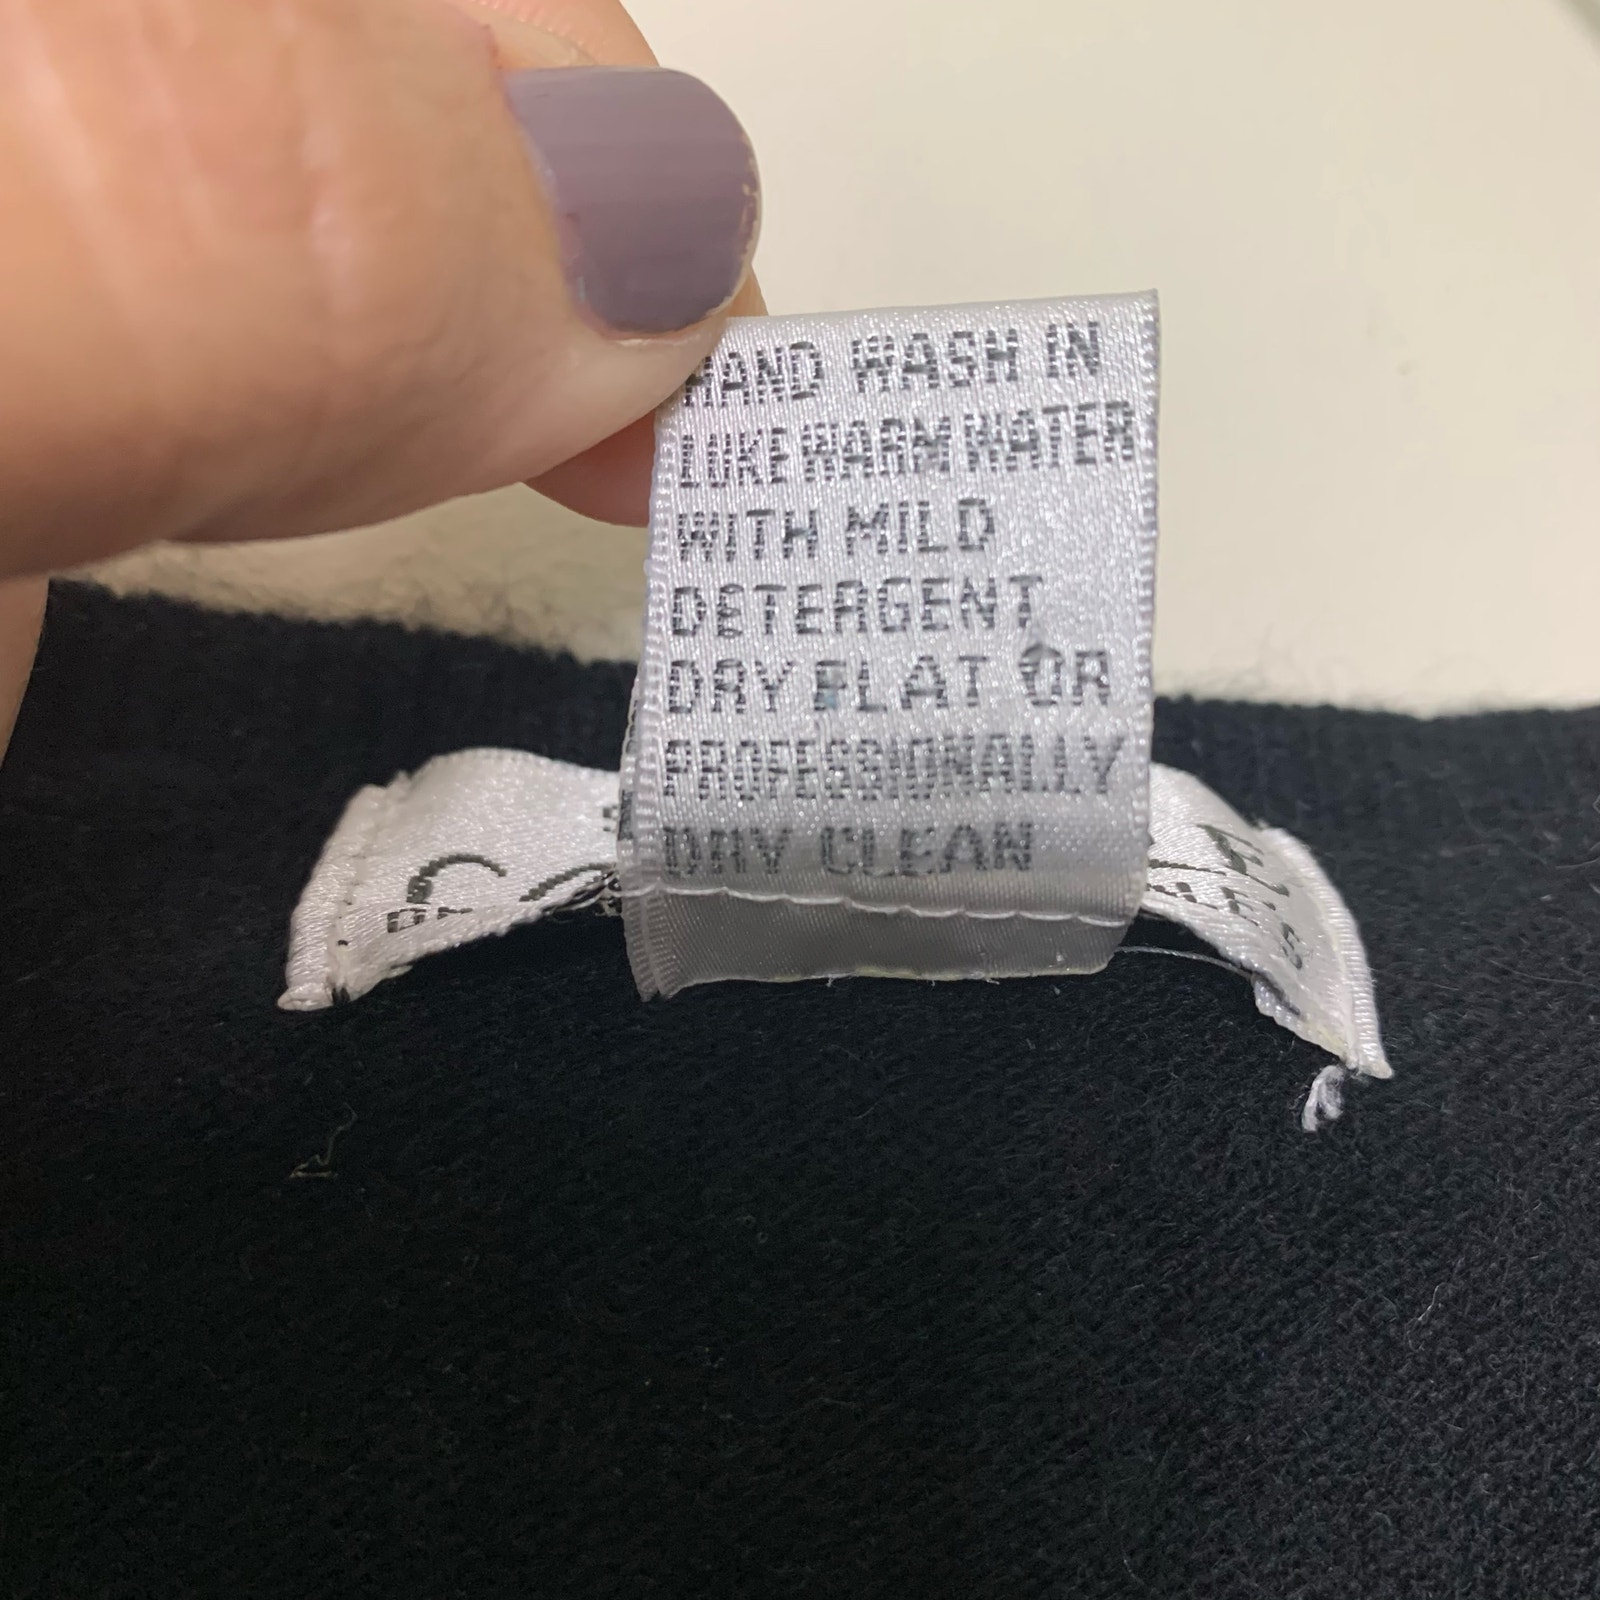 HAND WASH IN
LUKEWARM WATER
WITH MILD
DETERGENT
DRY FLAT OR
PROFESSIONALLY
DRY CLEAN